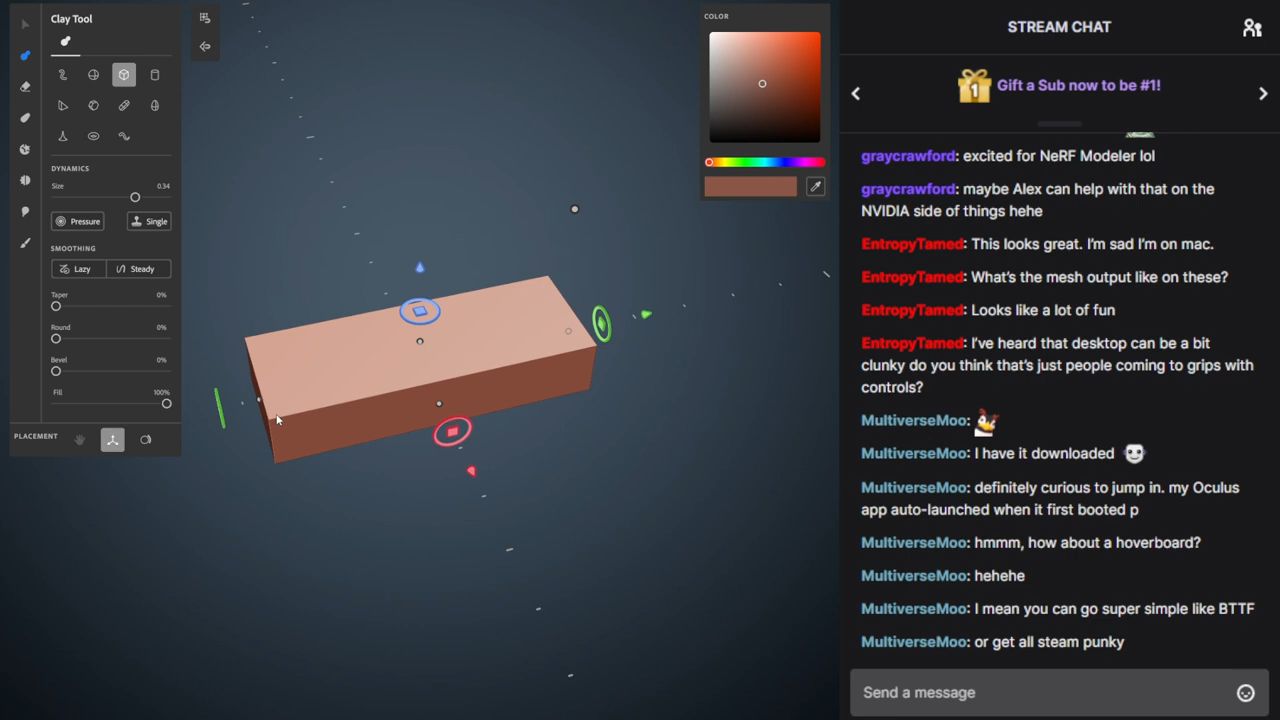 Clay Tool
DYNAMICS
Size 0.34
Pressure Single
SMOOTHING
Lazy Steady
Taper 0%
Round 0%
Bevel 0%
Fill 100%
PLACEMENT
COLOR
STREAM CHAT
1 Gift a Sub now to be #1!
graycrawford: excited for NeRF Modeler lol
graycrawford: maybe Alex can help with that on the
NVIDIA side of things hehe
EntropyTamed: This looks great. I'm sad I'm on mac.
EntropyTamed: What's the mesh output like on these?
EntropyTamed: Looks like a lot of fun
EntropyTamed: I've heard that desktop can be a bit
clunky do you think that's just people coming to grips with
controls?
MultiverseMoo:
MultiverseMoo: I have it downloaded
MultiverseMoo: definitely curious to jump in. my Oculus
app auto-launched when it first booted p
MultiverseMoo: hmmm, how about a hoverboard?
MultiverseMoo: hehehe
MultiverseMoo: I mean you can go super simple like BTTF
MultiverseMoo: or get all steam punky
Send a message